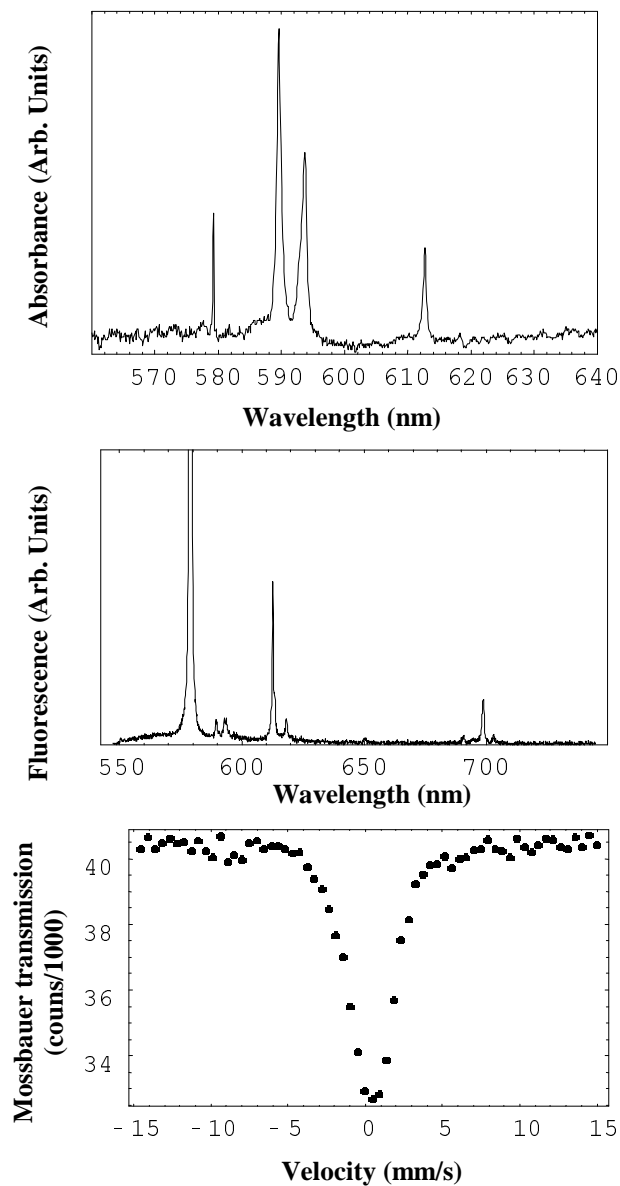 Absorbance (Arb. Units)
570 580 590 600 610 620 630 640
Wavelength (nm)
Fluorescence (Arb. Units)
550 600 650 700
Wavelength (nm)
Mossbauer transmission
(couns/1000)
40
38
36
34
-15 -10 -5 0 5 10 15
Velocity (mm/s)